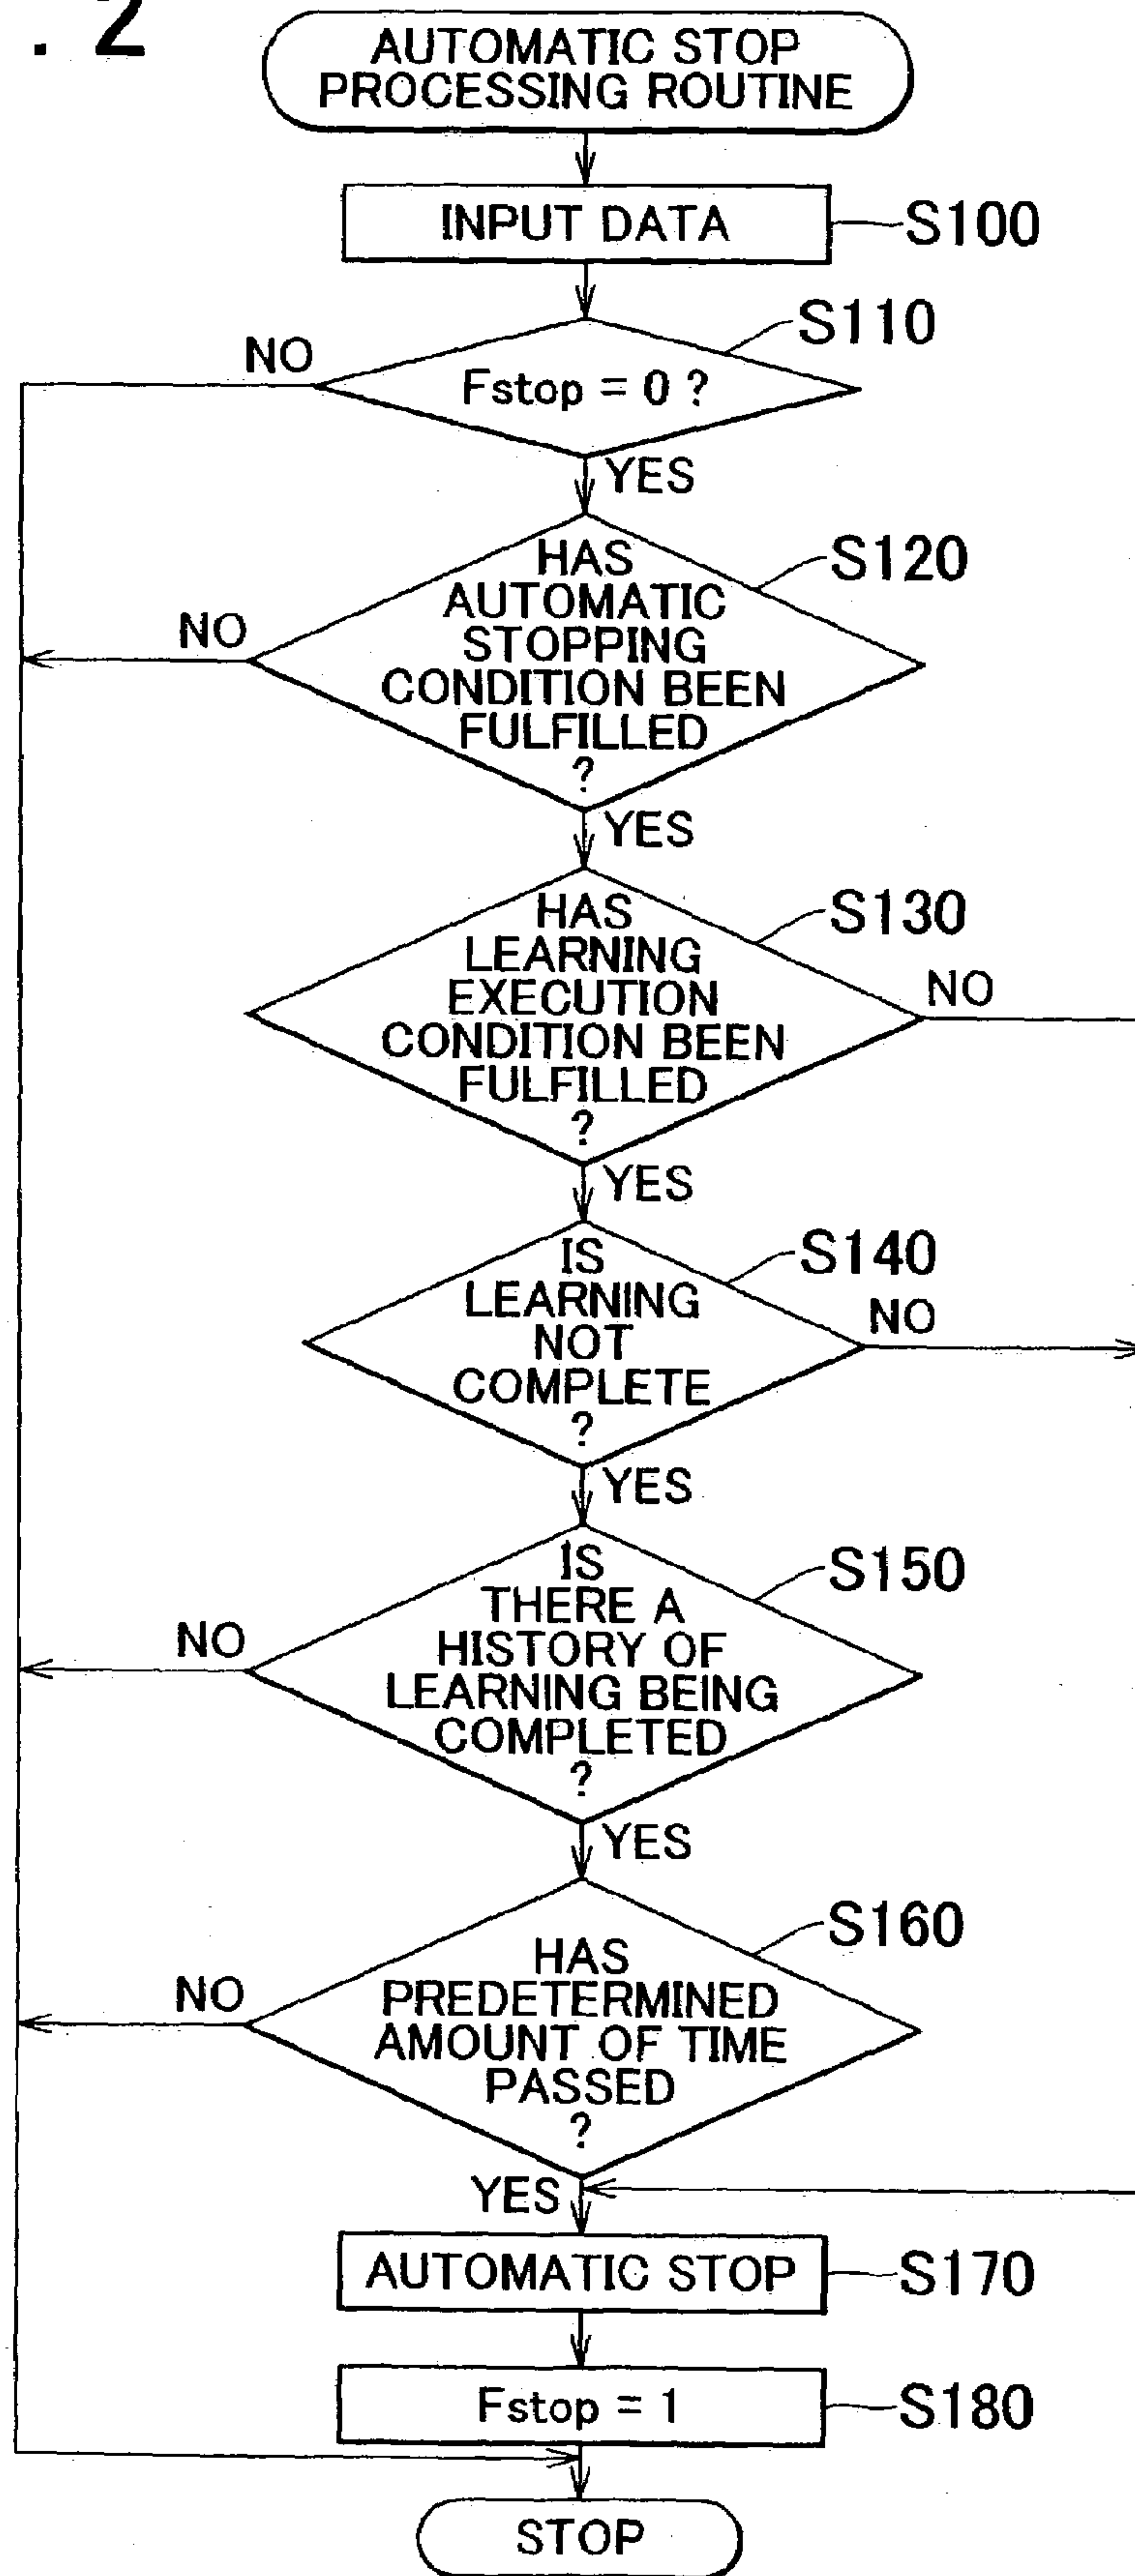 . 2
AUTOMATIC STOP
PROCESSING ROUTINE
INPUT DATA
S100
S110
NO
Fstop = 0 ?
YES
S120
HAS
AUTOMATIC
STOPPING
CONDITION BEEN
FULFILLED
?
NO
YES
S130
HAS
LEARNING
EXECUTION
CONDITION BEEN
FULFILLED
?
NO
YES
S140
IS
LEARNING
NOT
COMPLETE
?
NO
YES
S150
IS
THERE A
HISTORY OF
LEARNING BEING
COMPLETED
?
NO
YES
S160
HAS
PREDETERMINED
AMOUNT OF TIME
PASSED
?
NO
YES
AUTOMATIC STOP
S170
Fstop = 1
S180
STOP